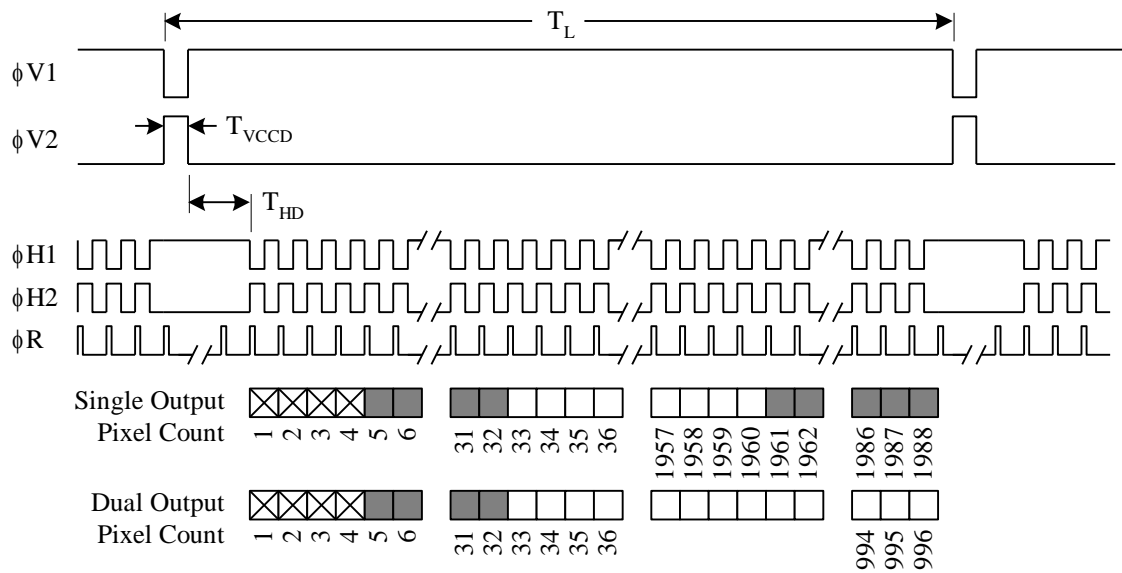 T_L
φV1
φV2
T_VCCD
T_HD
φH1
φH2
φR
Single Output
Pixel Count
1 2 3 4 5 6 31 32 33 34 35 36 1957 1958 1959 1960 1961 1962 1986 1987 1988
Dual Output
Pixel Count
1 2 3 4 5 6 31 32 33 34 35 36 994 995 996